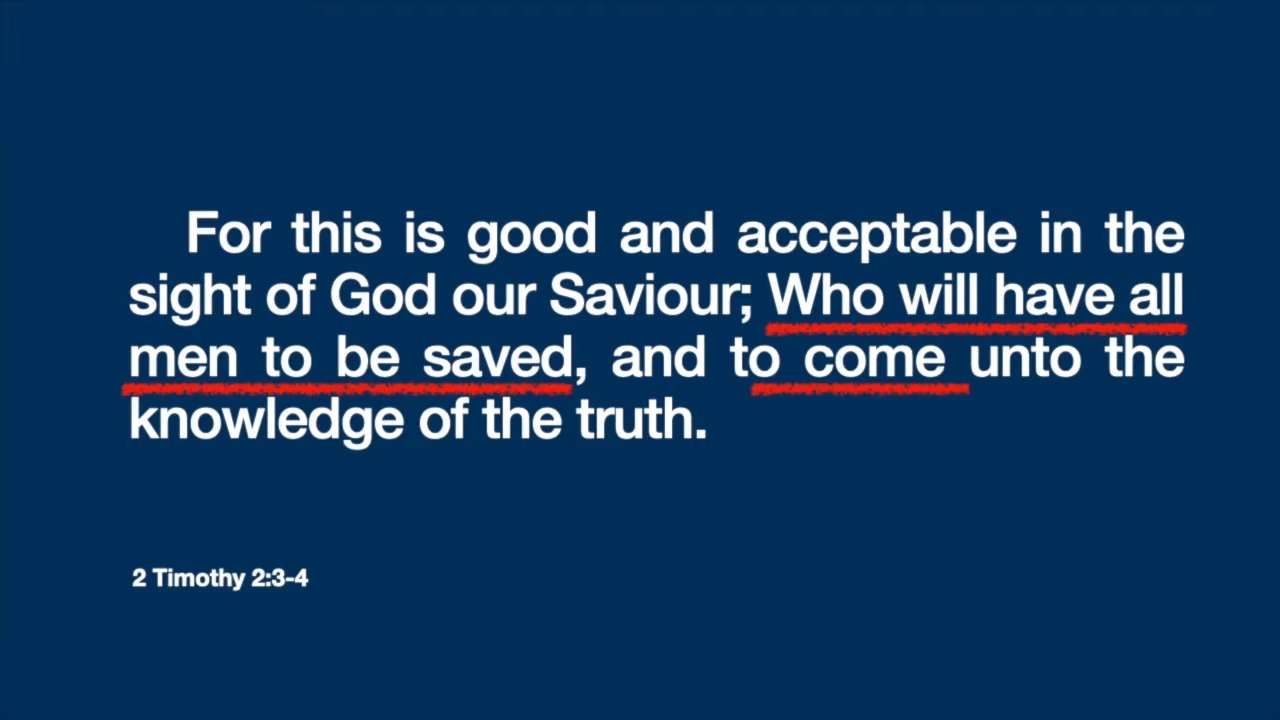 For this is good and acceptable in the
sight of God our Saviour; Who will have all
men to be saved, and to come unto the
knowledge of the truth.
2 Timothy 2:3-4